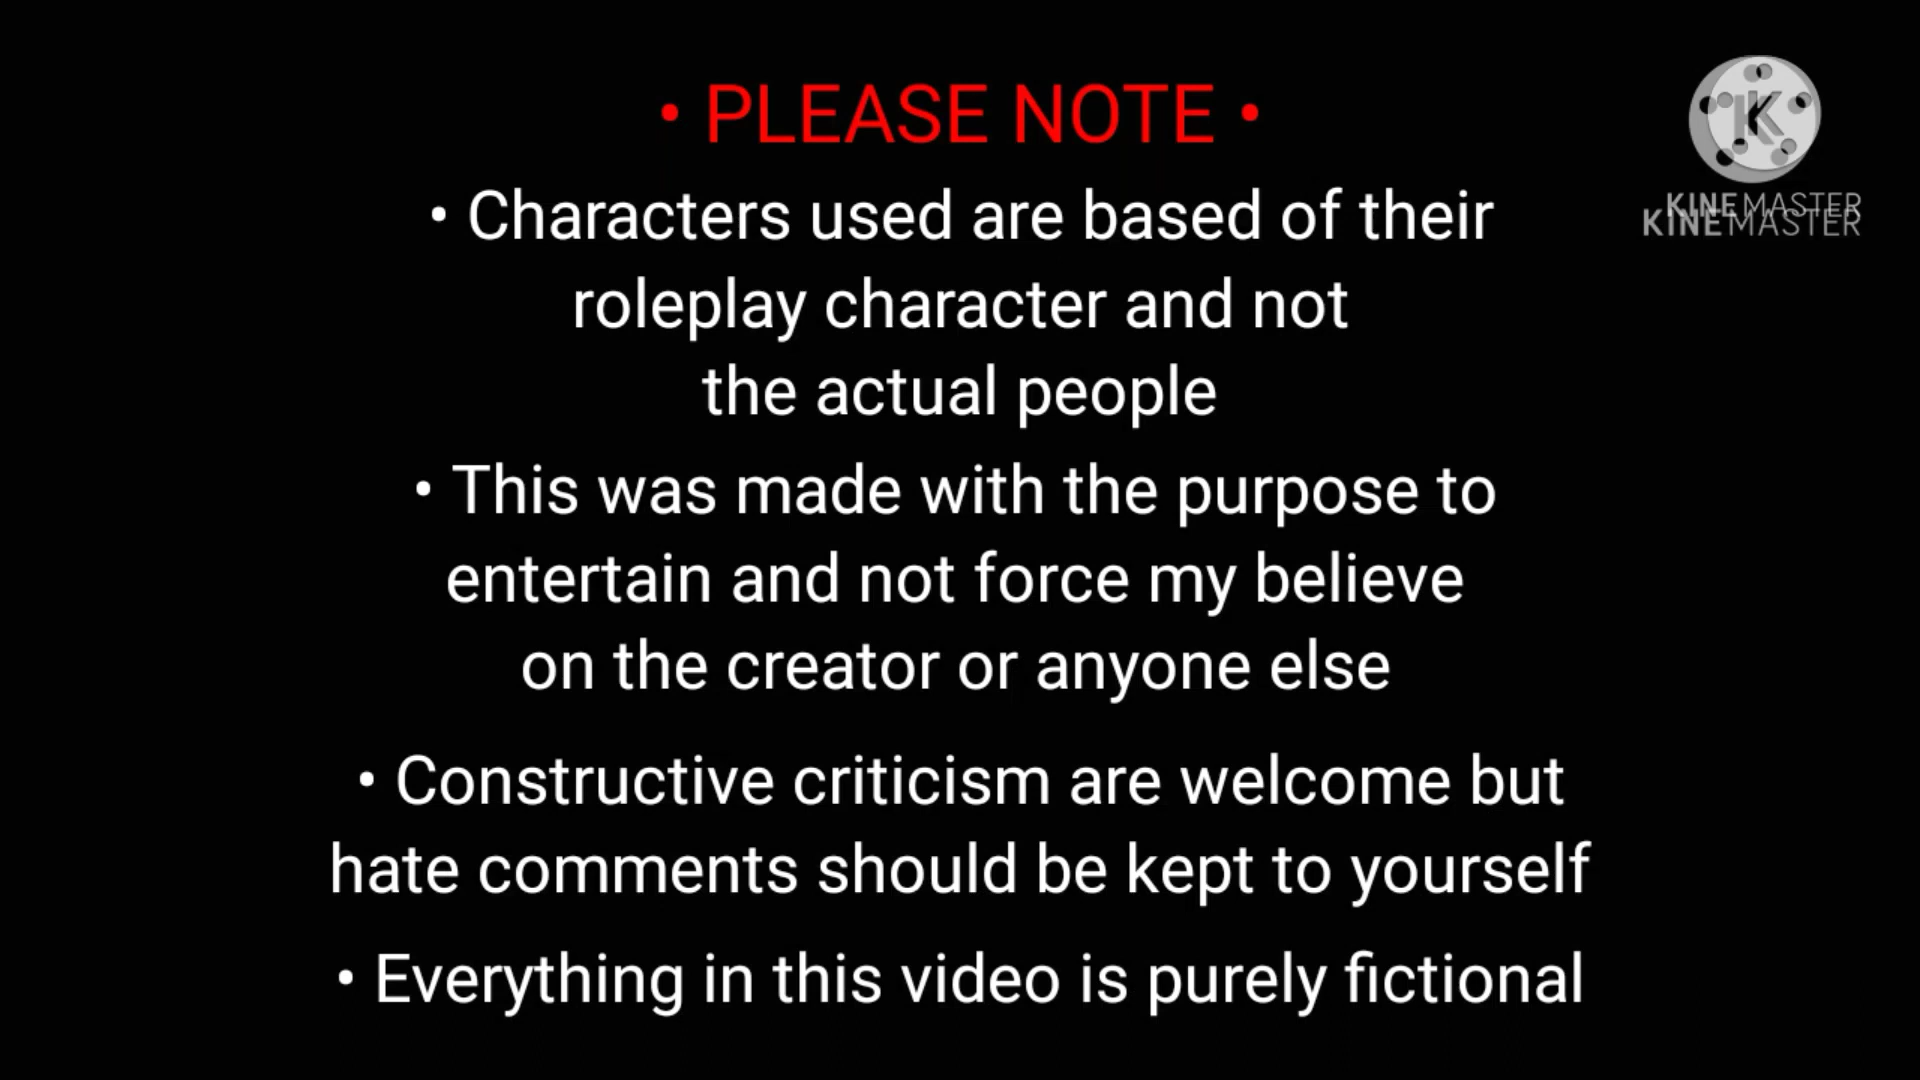 • PLEASE NOTE •
• Characters used are based of their
roleplay character and not
the actual people
• This was made with the purpose to
entertain and not force my believe
on the creator or anyone else
• Constructive criticism are welcome but
hate comments should be kept to yourself
• Everything in this video is purely fictional
K
KINEMASTER
KINEMASTER